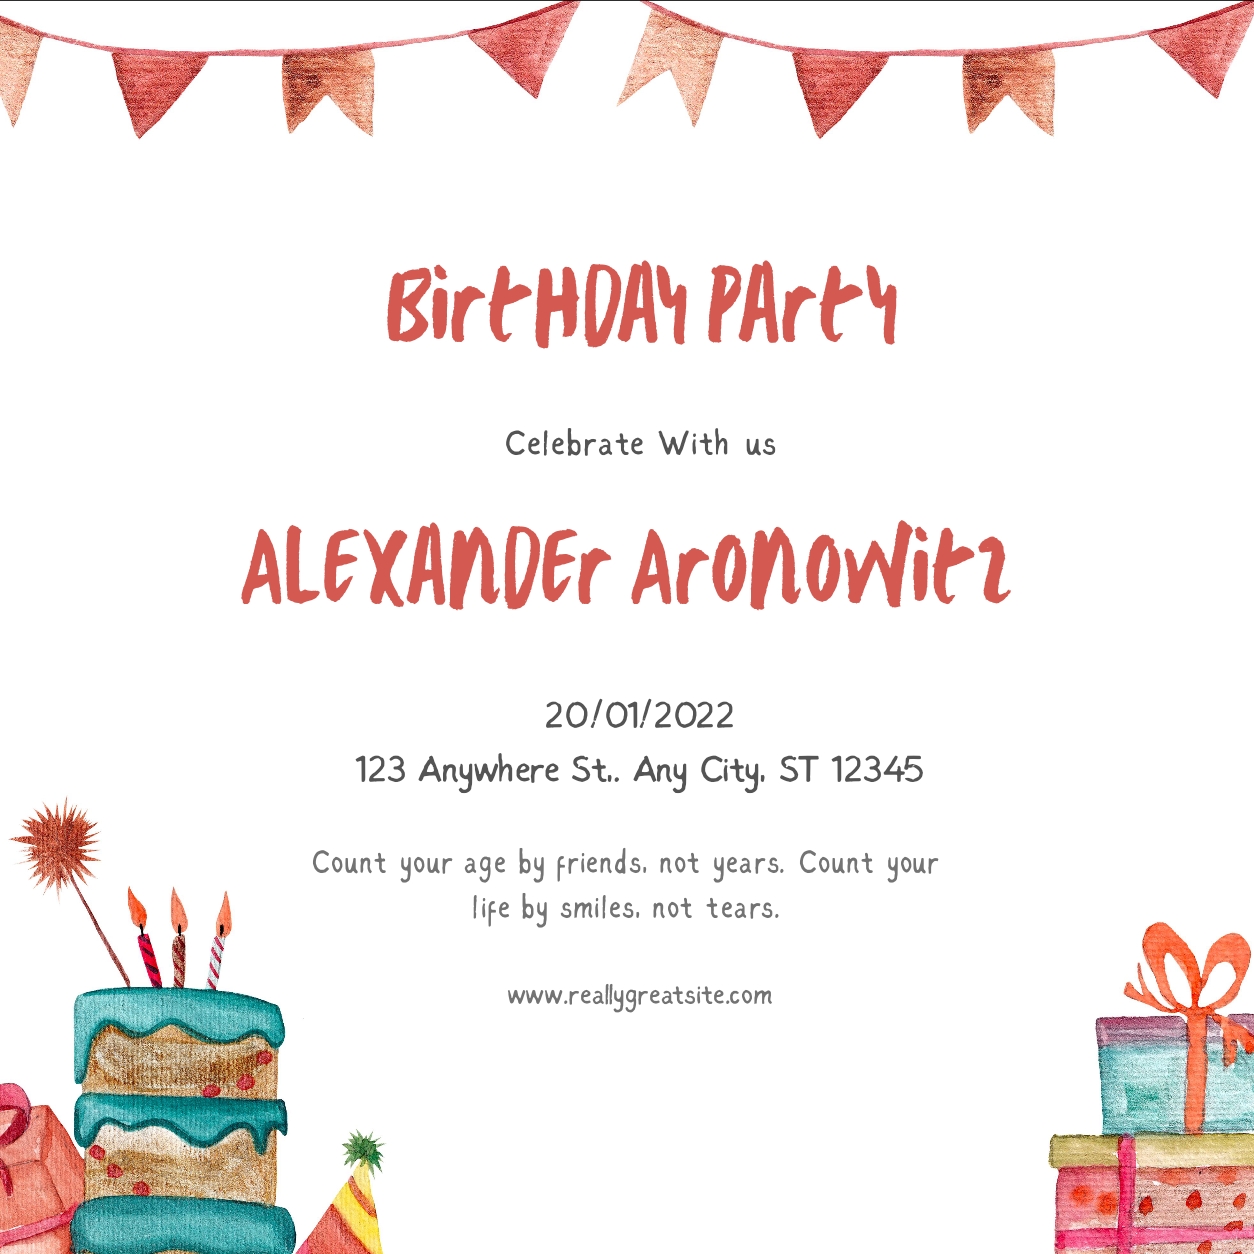 BirtHDAy PArty
Celebrate With us
ALEXANDEr AronoWitz
20/01/2022
123 Anywhere St,. Any City, ST 12345
Count your age by friends, not years. Count your
life by smiles, not tears.
www.reallygreatsite.com